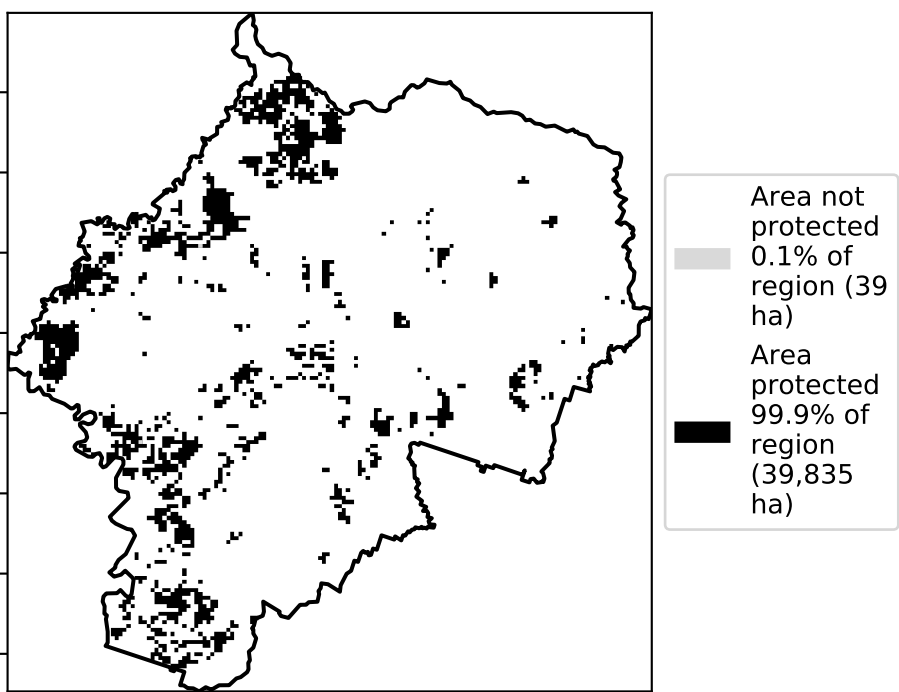 Area not
protected
0.1% of
region (39
ha)
Area
protected
99.9% of
region
(39,835
ha)